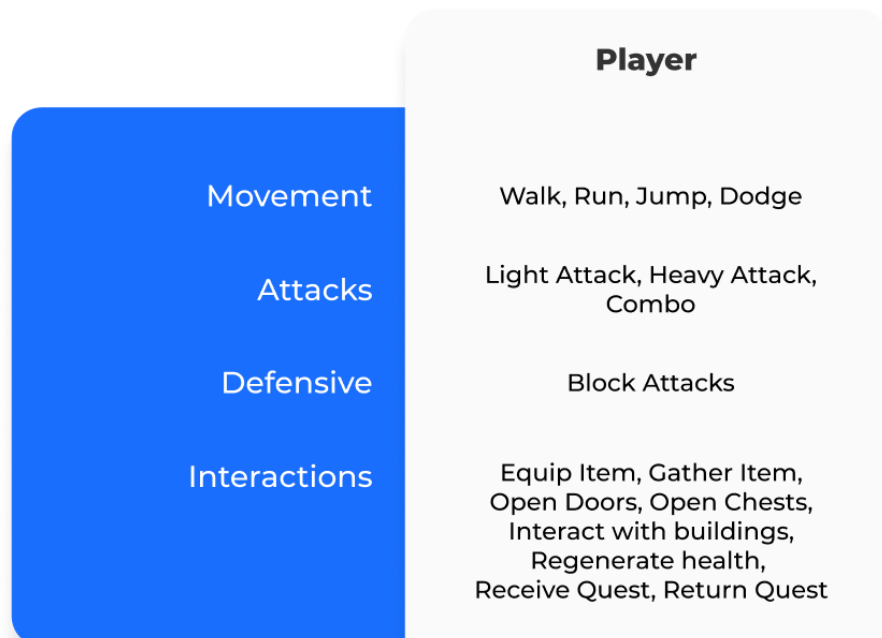 Player
Movement
Walk, Run, Jump, Dodge
Attacks
Light Attack, Heavy Attack,
Combo
Defensive
Block Attacks
Interactions
Equip Item, Gather Item,
Open Doors, Open Chests,
Interact with buildings,
Regenerate health,
Receive Quest, Return Quest